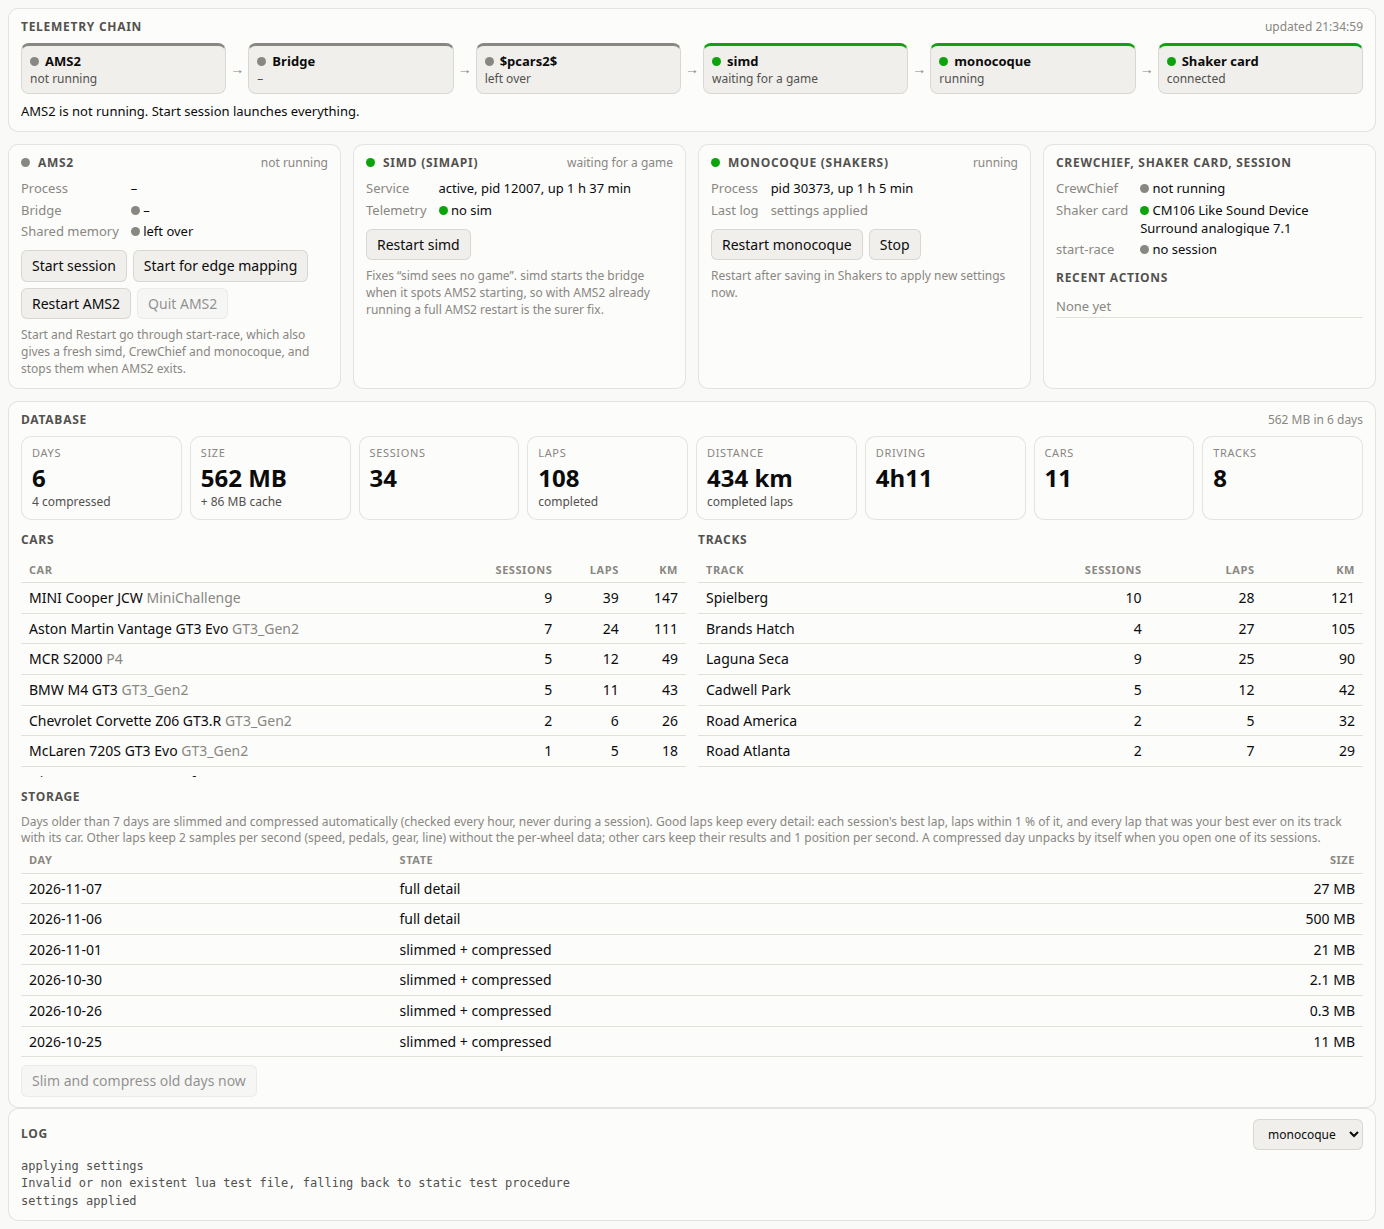 TELEMETRY CHAIN
updated 21:34:59
AMS2
not running
→
Bridge
–
→
$pcars2$
left over
→
simd
waiting for a game
→
monocoque
running
→
Shaker card
connected
AMS2 is not running. Start session launches everything.
AMS2
not running
Process –
Bridge –
Shared memory left over
Start session
Start for edge mapping
Restart AMS2
Quit AMS2
Start and Restart go through start-race, which also
gives a fresh simd, CrewChief and monocoque, and
stops them when AMS2 exits.
SIMD (SIMAPI)
waiting for a game
Service active, pid 12007, up 1 h 37 min
Telemetry no sim
Restart simd
Fixes “simd sees no game”. simd starts the bridge
when it spots AMS2 starting, so with AMS2 already
running a full AMS2 restart is the surer fix.
MONOCOQUE (SHAKERS)
running
Process pid 30373, up 1 h 5 min
Last log settings applied
Restart monocoque
Stop
Restart after saving in Shakers to apply new settings
now.
CREWCHIEF, SHAKER CARD, SESSION
CrewChief not running
Shaker card CM106 Like Sound Device
Surround analogique 7.1
start-race no session
RECENT ACTIONS
None yet
DATABASE
562 MB in 6 days
DAYS
6
4 compressed
SIZE
562 MB
+ 86 MB cache
SESSIONS
34
LAPS
108
completed
DISTANCE
434 km
completed laps
DRIVING
4h11
CARS
11
TRACKS
8
CARS
CAR SESSIONS LAPS KM
MINI Cooper JCW MiniChallenge 9 39 147
Aston Martin Vantage GT3 Evo GT3_Gen2 7 24 111
MCR S2000 P4 5 12 49
BMW M4 GT3 GT3_Gen2 5 11 43
Chevrolet Corvette Z06 GT3.R GT3_Gen2 2 6 26
McLaren 720S GT3 Evo GT3_Gen2 1 5 18
TRACKS
TRACK SESSIONS LAPS KM
Spielberg 10 28 121
Brands Hatch 4 27 105
Laguna Seca 9 25 90
Cadwell Park 5 12 42
Road America 2 5 32
Road Atlanta 2 7 29
STORAGE
Days older than 7 days are slimmed and compressed automatically (checked every hour, never during a session). Good laps keep every detail: each session's best lap, laps within 1 % of it, and every lap that was your best ever on its track
with its car. Other laps keep 2 samples per second (speed, pedals, gear, line) without the per-wheel data; other cars keep their results and 1 position per second. A compressed day unpacks by itself when you open one of its sessions.
DAY STATE SIZE
2026-11-07 full detail 27 MB
2026-11-06 full detail 500 MB
2026-11-01 slimmed + compressed 21 MB
2026-10-30 slimmed + compressed 2.1 MB
2026-10-26 slimmed + compressed 0.3 MB
2026-10-25 slimmed + compressed 11 MB
Slim and compress old days now
LOG
monocoque
applying settings
Invalid or non existent lua test file, falling back to static test procedure
settings applied